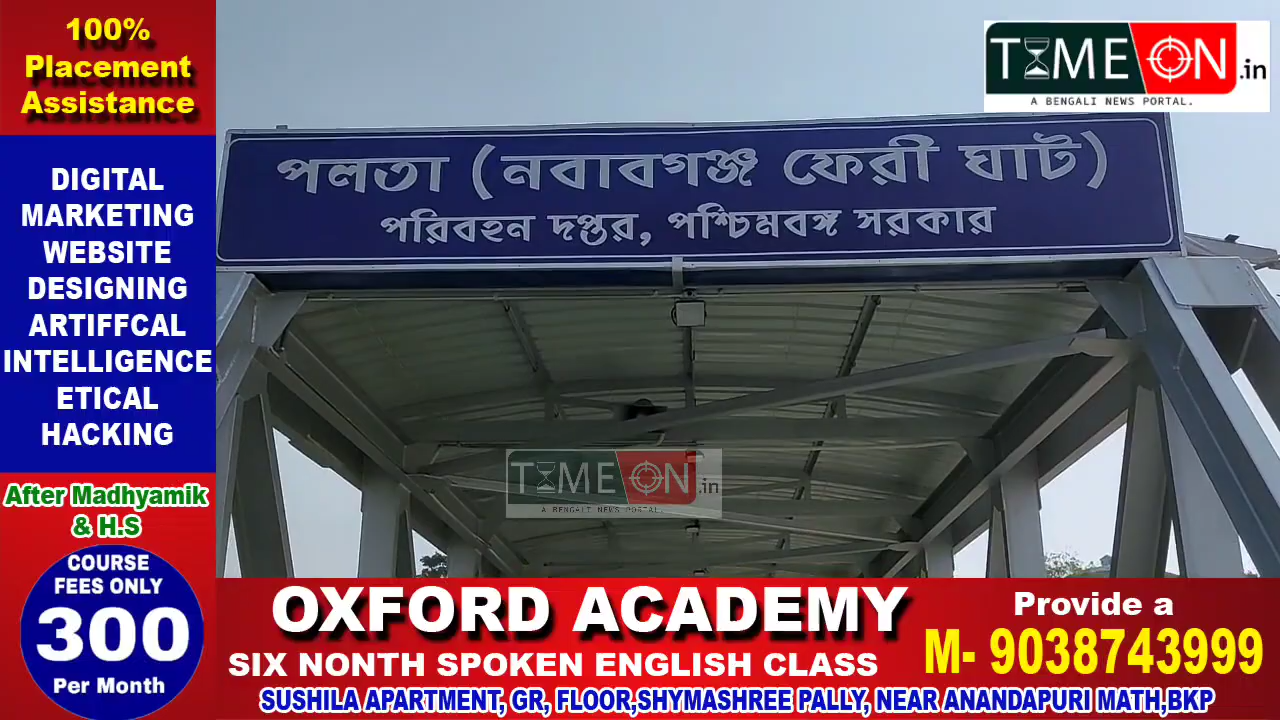 100%
Placement
Assistance
DIGITAL
MARKETING
WEBSITE
DESIGNING
ARTIFFCAL
INTELLIGENCE
ETICAL
HACKING
After Madhyamik
& H.S
COURSE
FEES ONLY
300
Per Month
TIMEON.in
A BENGALI NEWS PORTAL.
পলতা (নবাবগঞ্জ ফেরী ঘাট)
পরিবহন দপ্তর, পশ্চিমবঙ্গ সরকার
TIMEON.in
A BENGALI NEWS PORTAL.
OXFORD ACADEMY
SIX NONTH SPOKEN ENGLISH CLASS
Provide a
M- 9038743999
SUSHILA APARTMENT, GR, FLOOR,SHYMASHREE PALLY, NEAR ANANDAPURI MATH,BKP